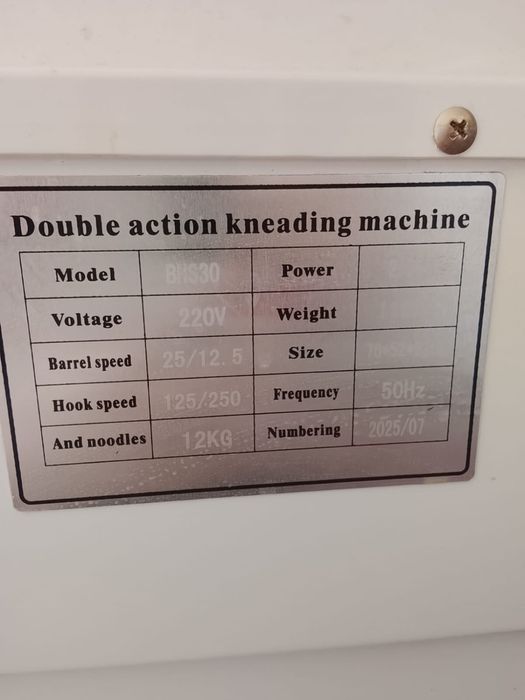 Double action kneading machine
Model BHS30 Power
Voltage 220V Weight
Barrel speed 25/12.5 Size
Hook speed 125/250 Frequency 50Hz
And noodles 12KG Numbering 2025/07